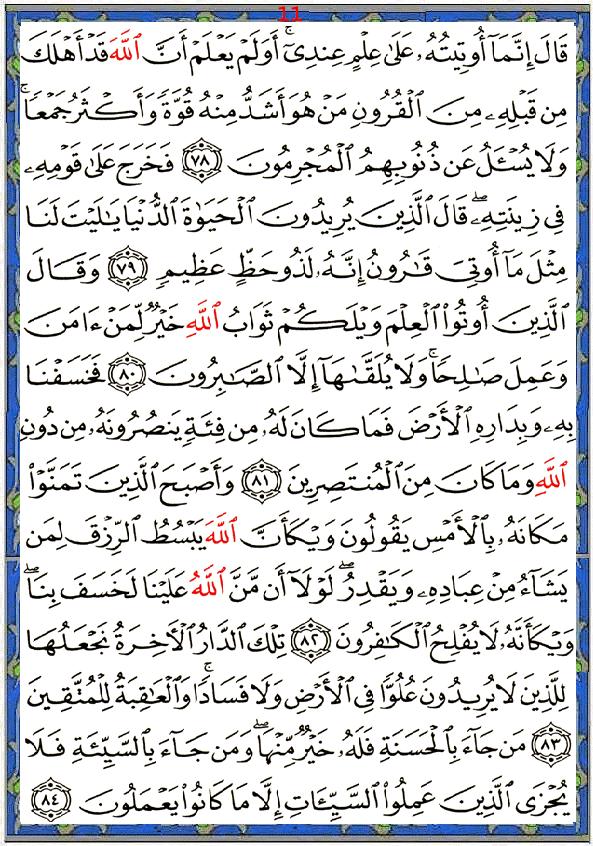 11
قَالَ إِنَّمَآ أُوتِيتُهُۥ عَلَىٰ عِلْمٍ عِندِىٓ ۚ أَوَلَمْ يَعْلَمْ أَنَّ ٱللَّهَ قَدْ أَهْلَكَ
مِن قَبْلِهِۦ مِنَ ٱلْقُرُونِ مَنْ هُوَ أَشَدُّ مِنْهُ قُوَّةً وَأَكْثَرُ جَمْعًا ۚ
وَلَا يُسْـَٔلُ عَن ذُنُوبِهِمُ ٱلْمُجْرِمُونَ ﴿٧٨﴾ فَخَرَجَ عَلَىٰ قَوْمِهِۦ
فِى زِينَتِهِۦ ۖ قَالَ ٱلَّذِينَ يُرِيدُونَ ٱلْحَيَوٰةَ ٱلدُّنْيَا يَـٰلَيْتَ لَنَا
مِثْلَ مَآ أُوتِىَ قَـٰرُونُ إِنَّهُۥ لَذُو حَظٍّ عَظِيمٍ ﴿٧٩﴾ وَقَالَ
ٱلَّذِينَ أُوتُوا۟ ٱلْعِلْمَ وَيْلَكُمْ ثَوَابُ ٱللَّهِ خَيْرٌ لِّمَنْ ءَامَنَ
وَعَمِلَ صَـٰلِحًا ۚ وَلَا يُلَقَّىٰهَآ إِلَّا ٱلصَّـٰبِرُونَ ﴿٨٠﴾ فَخَسَفْنَا
بِهِۦ وَبِدَارِهِ ٱلْأَرْضَ فَمَا كَانَ لَهُۥ مِن فِئَةٍ يَنصُرُونَهُۥ مِن دُونِ
ٱللَّهِ وَمَا كَانَ مِنَ ٱلْمُنتَصِرِينَ ﴿٨١﴾ وَأَصْبَحَ ٱلَّذِينَ تَمَنَّوْا۟
مَكَانَهُۥ بِٱلْأَمْسِ يَقُولُونَ وَيْكَأَنَّ ٱللَّهَ يَبْسُطُ ٱلرِّزْقَ لِمَن
يَشَآءُ مِنْ عِبَادِهِۦ وَيَقْدِرُ ۖ لَوْلَآ أَن مَّنَّ ٱللَّهُ عَلَيْنَا لَخَسَفَ بِنَا ۖ
وَيْكَأَنَّهُۥ لَا يُفْلِحُ ٱلْكَـٰفِرُونَ ﴿٨٢﴾ تِلْكَ ٱلدَّارُ ٱلْـَٔاخِرَةُ نَجْعَلُهَا
لِلَّذِينَ لَا يُرِيدُونَ عُلُوًّا فِى ٱلْأَرْضِ وَلَا فَسَادًا ۚ وَٱلْعَـٰقِبَةُ لِلْمُتَّقِينَ
﴿٨٣﴾ مَن جَآءَ بِٱلْحَسَنَةِ فَلَهُۥ خَيْرٌ مِّنْهَا ۖ وَمَن جَآءَ بِٱلسَّيِّئَةِ فَلَا
يُجْزَى ٱلَّذِينَ عَمِلُوا۟ ٱلسَّيِّـَٔاتِ إِلَّا مَا كَانُوا۟ يَعْمَلُونَ ﴿٨٤﴾